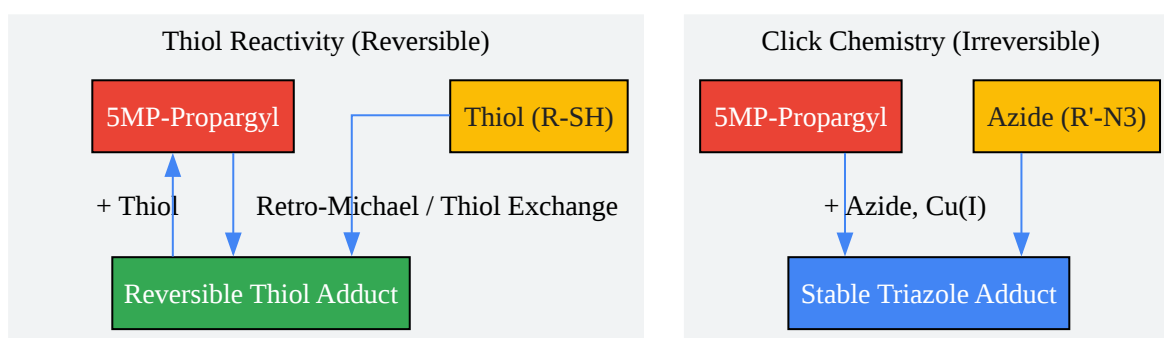 Thiol Reactivity (Reversible)
5MP-Propargyl
Thiol (R-SH)
+ Thiol
Retro-Michael / Thiol Exchange
Reversible Thiol Adduct
Click Chemistry (Irreversible)
5MP-Propargyl
Azide (R'-N3)
+ Azide, Cu(I)
Stable Triazole Adduct